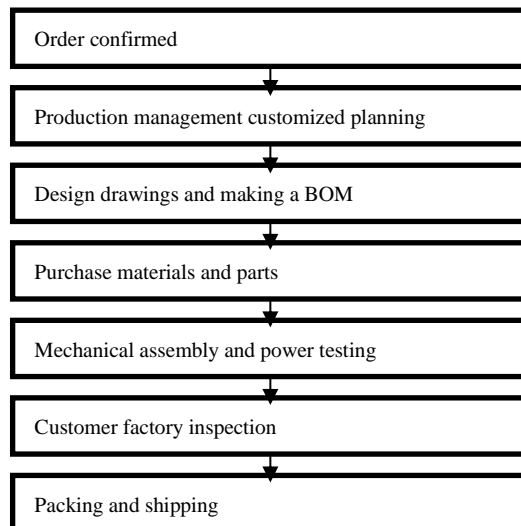 Order confirmed
Production management customized planning
Design drawings and making a BOM
Purchase materials and parts
Mechanical assembly and power testing
Customer factory inspection
Packing and shipping